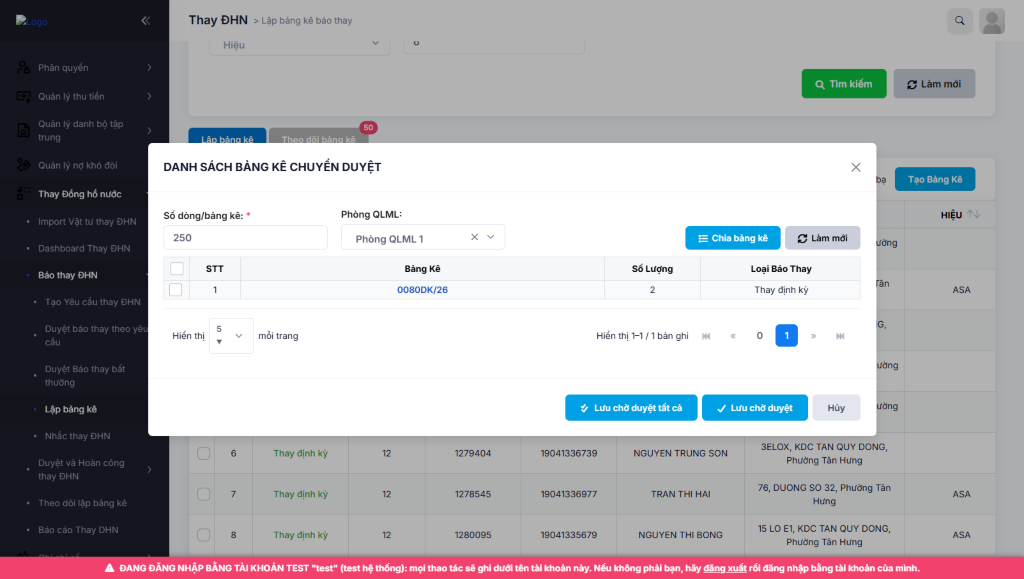 Logo
Thay ĐHN > Lập bảng kê báo thay
Hiệu
Tìm kiếm
Làm mới
Phân quyền
Quản lý thu tiền
Quản lý danh bộ tập
trung
Quản lý nợ khó đòi
Thay Đồng hồ nước
Import Vật tư thay ĐHN
Dashboard Thay ĐHN
Báo thay ĐHN
Tạo Yêu cầu thay ĐHN
Duyệt báo thay theo yêu
cầu
Duyệt Báo thay bất
thường
Lập bảng kê
Nhắc thay ĐHN
Duyệt và Hoàn công
thay ĐHN
Theo dõi lập bảng kê
Báo cáo Thay ĐHN
Lập bảng kê
Theo dõi bảng kê
50
Tạo Bảng Kê
HIỆU
DANH SÁCH BẢNG KÊ CHUYỂN DUYỆT
Số dòng/bảng kê: *
Phòng QLML:
250
Phòng QLML 1
Chia bảng kê
Làm mới
STT Bảng Kê Số Lượng Loại Báo Thay
1 0080DK/26 2 Thay định kỳ
Hiển thị 5 mỗi trang
Hiển thị 1–1 / 1 bản ghi
0 1
Lưu chờ duyệt tất cả
Lưu chờ duyệt
Hủy
ASA
6 Thay định kỳ 12 1279404 19041336739 NGUYEN TRUNG SON 3ELOX, KDC TAN QUY DONG,
Phường Tân Hưng
7 Thay định kỳ 12 1278545 19041336977 TRAN THI HAI 76, DUONG SO 32, Phường Tân
Hưng ASA
8 Thay định kỳ 12 1280095 19041335679 NGUYEN THI BONG 15 LO E1, KDC TAN QUY DONG,
Phường Tân Hưng ASA
ĐANG ĐĂNG NHẬP BẰNG TÀI KHOẢN TEST "test" (test hệ thống): mọi thao tác sẽ ghi dưới tên tài khoản này. Nếu không phải bạn, hãy đăng xuất rồi đăng nhập bằng tài khoản của mình.